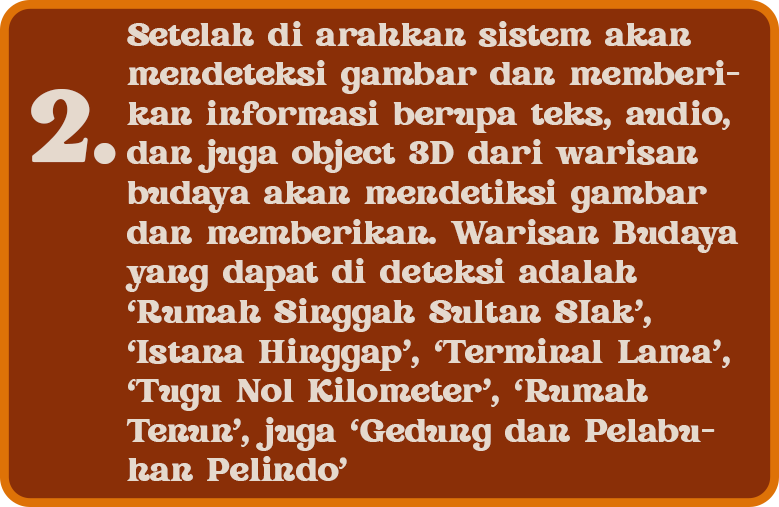 2.
Setelah di arahkan sistem akan
mendeteksi gambar dan memberi-
kan informasi berupa teks, audio,
dan juga object 3D dari warisan
budaya akan mendetiksi gambar
dan memberikan. Warisan Budaya
yang dapat di deteksi adalah
‘Rumah Singgah Sultan SIak’,
‘Istana Hinggap’, ‘Terminal Lama’,
‘Tugu Nol Kilometer’, ‘Rumah
Tenun’, juga ‘Gedung dan Pelabu-
han Pelindo’